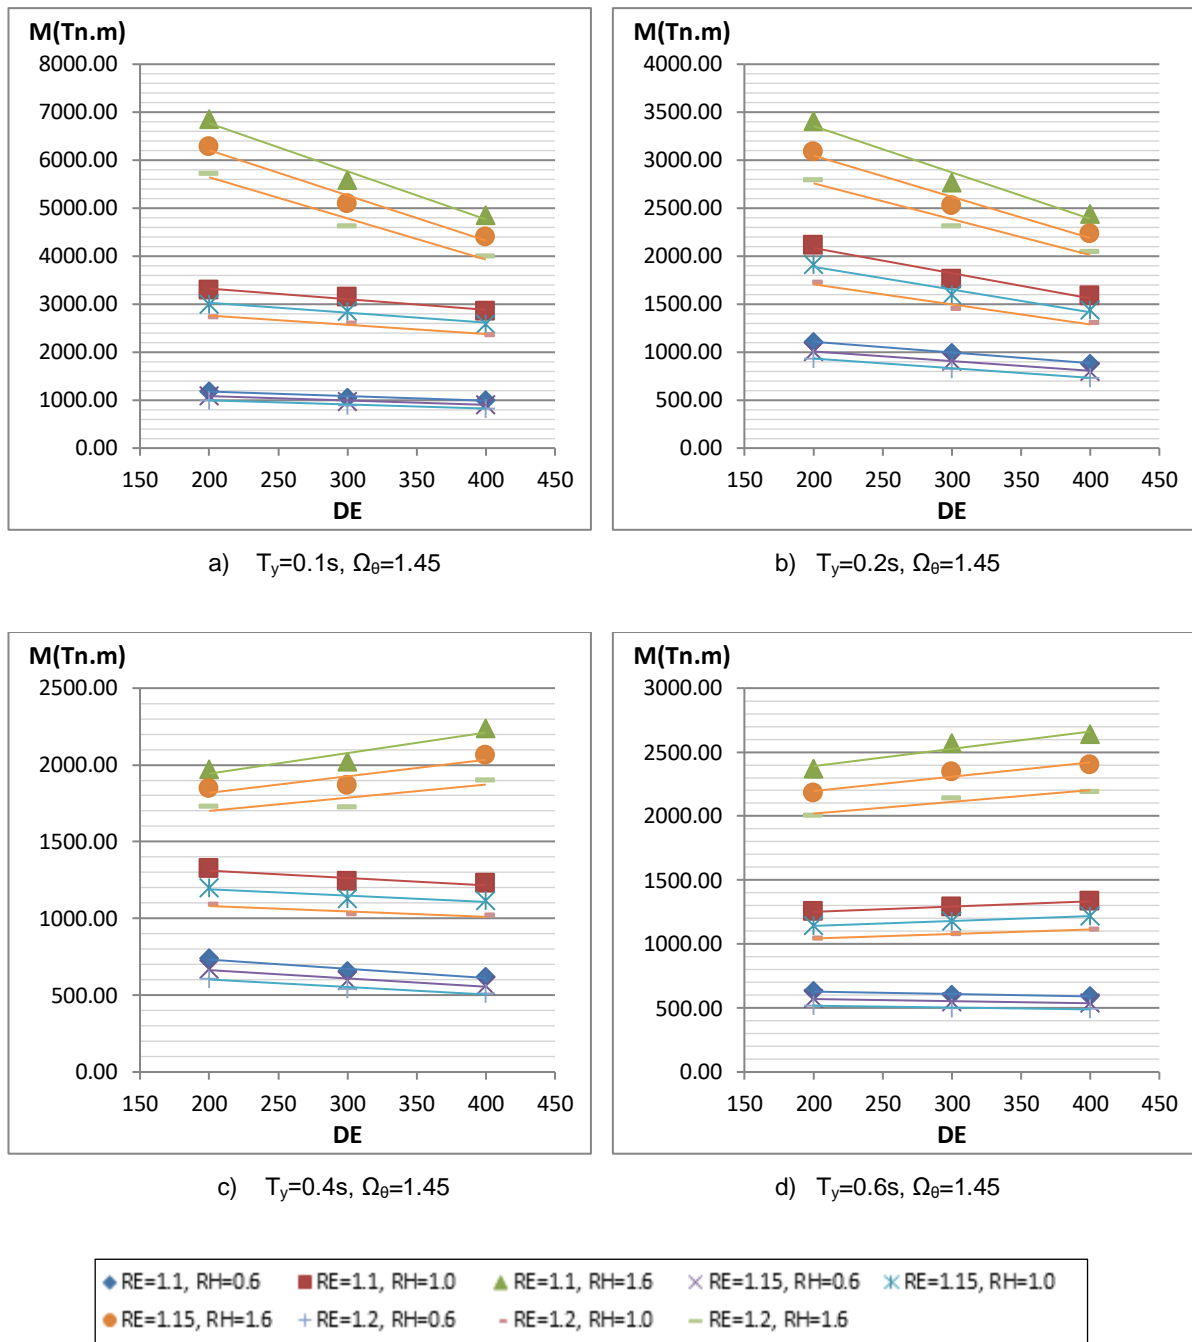 M(Tn.m)
8000.00
7000.00
6000.00
5000.00
4000.00
3000.00
2000.00
1000.00
0.00
150 200 250 300 350 400 450
DE
a) Ty=0.1s, Ωθ=1.45
M(Tn.m)
4000.00
3500.00
3000.00
2500.00
2000.00
1500.00
1000.00
500.00
0.00
150 200 250 300 350 400 450
DE
b) Ty=0.2s, Ωθ=1.45
M(Tn.m)
2500.00
2000.00
1500.00
1000.00
500.00
0.00
150 200 250 300 350 400 450
DE
c) Ty=0.4s, Ωθ=1.45
M(Tn.m)
3000.00
2500.00
2000.00
1500.00
1000.00
500.00
0.00
150 200 250 300 350 400 450
DE
d) Ty=0.6s, Ωθ=1.45
RE=1.1, RH=0.6 RE=1.1, RH=1.0 RE=1.1, RH=1.6 RE=1.15, RH=0.6 RE=1.15, RH=1.0
RE=1.15, RH=1.6 RE=1.2, RH=0.6 RE=1.2, RH=1.0 RE=1.2, RH=1.6